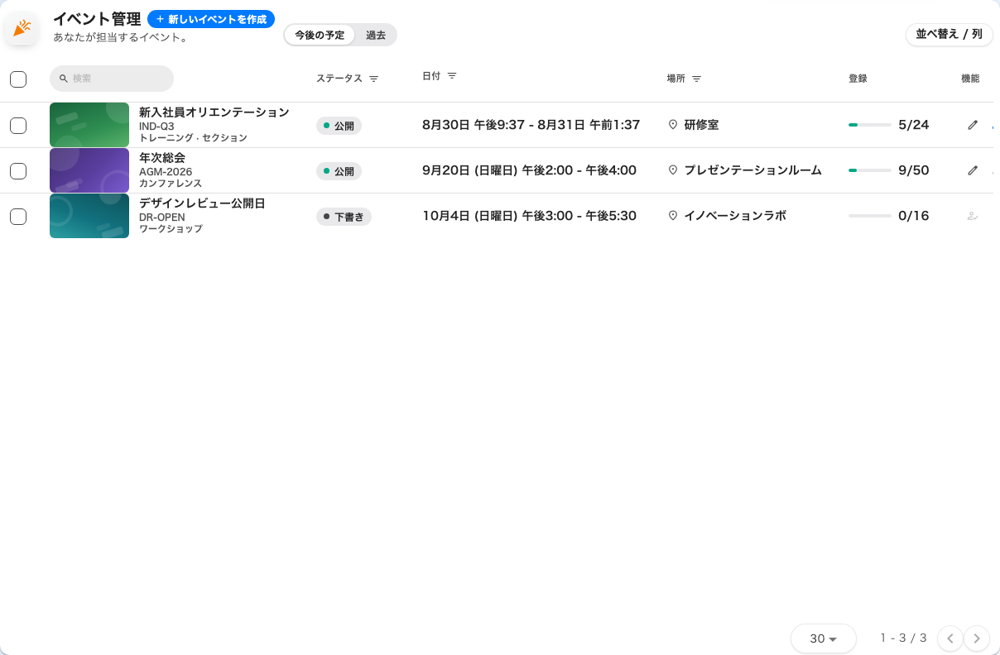 イベント管理
+ 新しいイベントを作成
あなたが担当するイベント。
今後の予定
過去
並べ替え / 列
検索
ステータス
日付
場所
登録
機能
新入社員オリエンテーション
IND-Q3
トレーニング・セクション
公開
8月30日 午後9:37 - 8月31日 午前1:37
研修室
5/24
年次総会
AGM-2026
カンファレンス
公開
9月20日 (日曜日) 午後2:00 - 午後4:00
プレゼンテーションルーム
9/50
デザインレビュー公開日
DR-OPEN
ワークショップ
下書き
10月4日 (日曜日) 午後3:00 - 午後5:30
イノベーションラボ
0/16
30
1 - 3 / 3